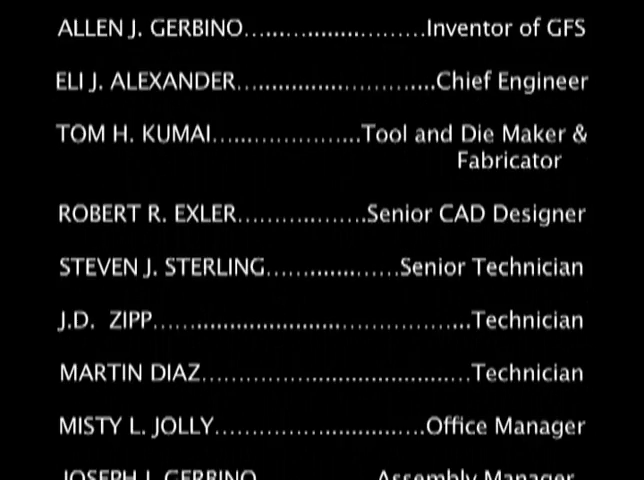 ALLEN J. GERBINO.........................Inventor of GFS
ELI J. ALEXANDER...........................Chief Engineer
TOM H. KUMAI....................Tool and Die Maker &
Fabricator
ROBERT R. EXLER..................Senior CAD Designer
STEVEN J. STERLING..................Senior Technician
J.D. ZIPP...........................................Technician
MARTIN DIAZ.....................................Technician
MISTY L. JOLLY.............................Office Manager
JOSEPH J. GERBINO................Assembly Manager